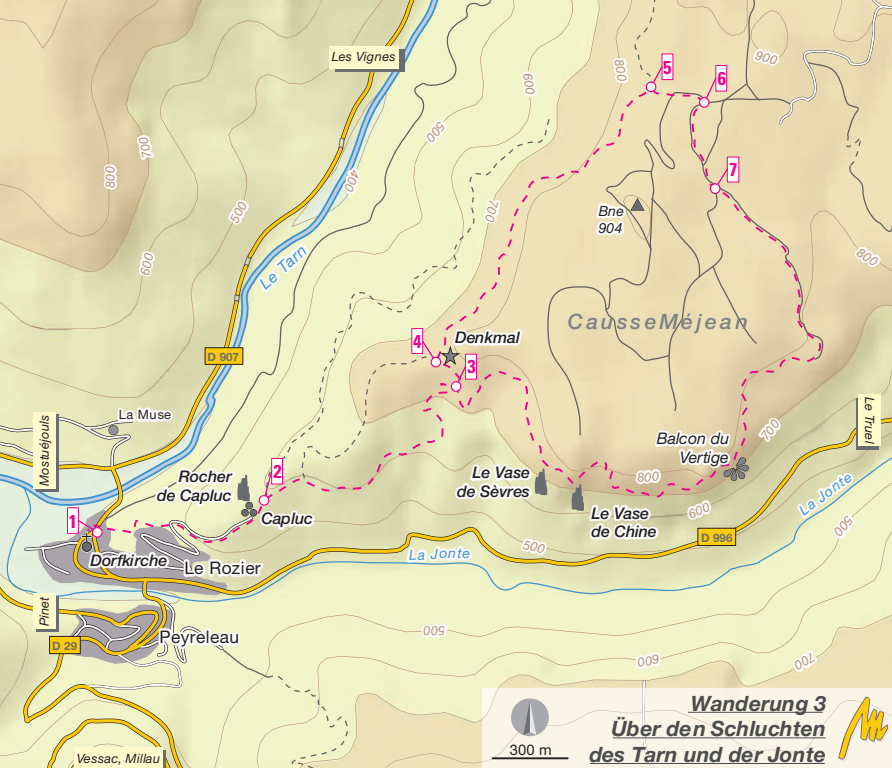 Les Vignes
900
5
800
6
600
700
500
800
7
400
500
Bne
904
700
600
Le Tarn
800
CausseMéjean
Denkmal
4
3
D 907
Le Truel
La Muse
Mostuéjouls
700
Balcon du
Vertige
2
Rocher
de Capluc
Le Vase
de Sèvres
800
La Jonte
Capluc
Le Vase
de Chine
600
1
500
D 996
500
La Jonte
Dorfkirche
Le Rozier
Pinet
500
Peyreleau
D 29
600
700
Wanderung 3
Über den Schluchten
des Tarn und der Jonte
300 m
Vessac, Millau